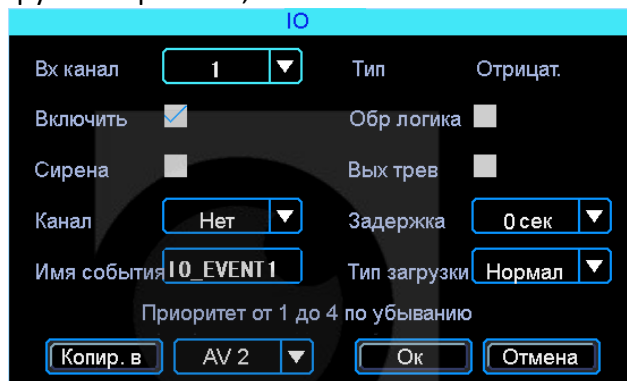 IO
Вх канал 1 Тип Отрицат.
Включить Обр логика
Сирена Вых трев
Канал Нет Задержка 0 сек
Имя события IO_EVENT1 Тип загрузки Нормал
Приоритет от 1 до 4 по убыванию
Копир. в AV 2 Ок Отмена